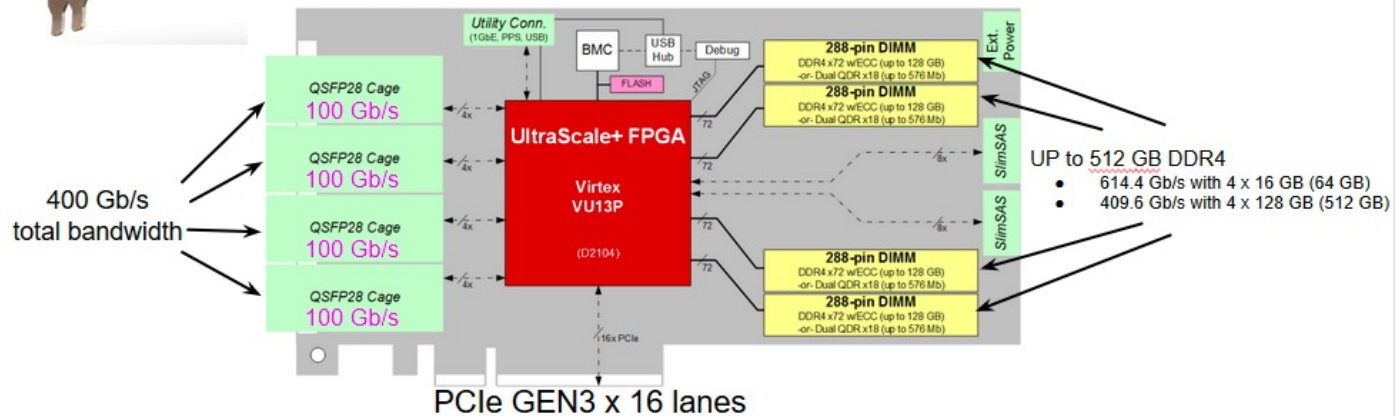 Utility Conn.
(1GbE, PPS, USB)
BMC
USB
Hub
Debug
FLASH
JTAG
QSFP28 Cage
100 Gb/s
4x
QSFP28 Cage
100 Gb/s
4x
QSFP28 Cage
100 Gb/s
4x
QSFP28 Cage
100 Gb/s
4x
400 Gb/s
total bandwidth
UltraScale+ FPGA
Virtex
VU13P
(D2104)
72
72
72
72
288-pin DIMM
DDR4 x72 w/ECC (up to 128 GB)
-or- Dual QDR x18 (up to 576 Mb)
288-pin DIMM
DDR4 x72 w/ECC (up to 128 GB)
-or- Dual QDR x18 (up to 576 Mb)
8x
8x
288-pin DIMM
DDR4 x72 w/ECC (up to 128 GB)
-or- Dual QDR x18 (up to 576 Mb)
288-pin DIMM
DDR4 x72 w/ECC (up to 128 GB)
-or- Dual QDR x18 (up to 576 Mb)
Ext.
Power
SlimSAS
SlimSAS
UP to 512 GB DDR4
● 614.4 Gb/s with 4 x 16 GB (64 GB)
● 409.6 Gb/s with 4 x 128 GB (512 GB)
16x PCIe
PCIe GEN3 x 16 lanes